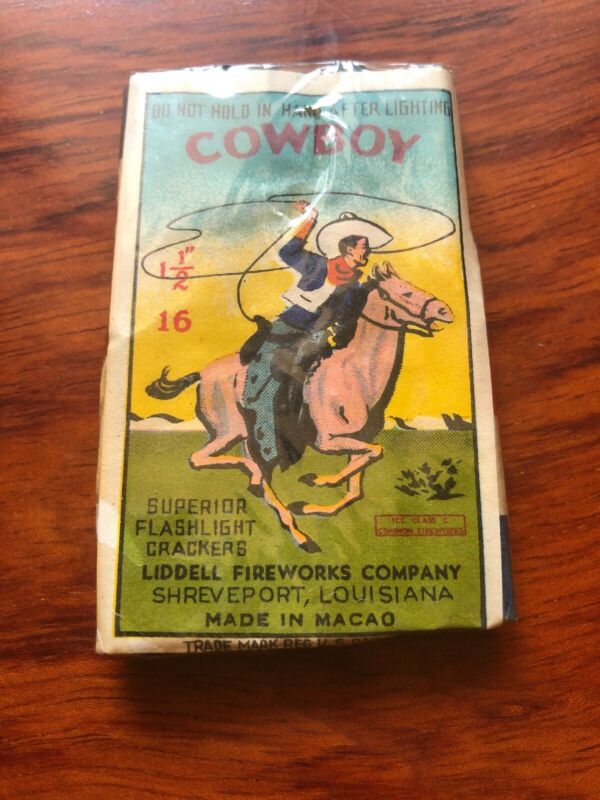 DO NOT HOLD IN HAND AFTER LIGHTING
COWBOY
1 1/2"
16
SUPERIOR
FLASHLIGHT
CRACKERS
ICC CLASS C
COMMON FIREWORKS
LIDDELL FIREWORKS COMPANY
SHREVEPORT, LOUISIANA
MADE IN MACAO
TRADE MARK REG U. S.